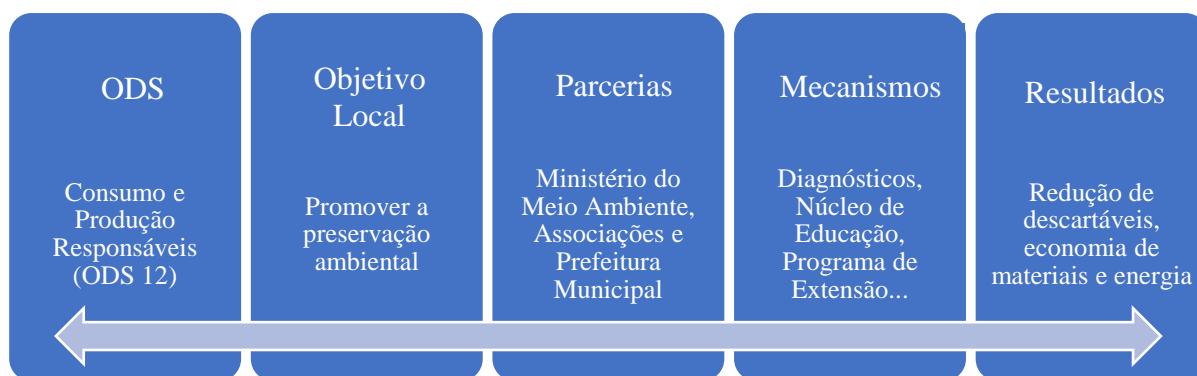 ODS
Consumo e
Produção
Responsáveis
(ODS 12)
Objetivo
Local
Promover a
preservação
ambiental
Parcerias
Ministério do
Meio Ambiente,
Associações e
Prefeitura
Municipal
Mecanismos
Diagnósticos,
Núcleo de
Educação,
Programa de
Extensão...
Resultados
Redução de
descartáveis,
economia de
materiais e energia